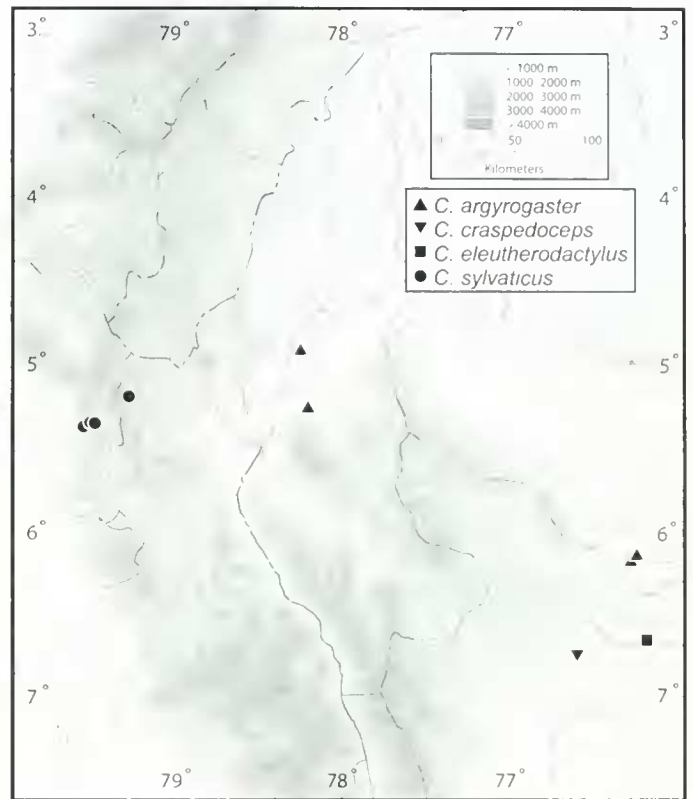 3° 79° 78° 77° 3°
- 1000 m
1000 2000 m
2000 3000 m
3000 4000 m
- 4000 m
50 100
Kilometers
4° 4°
▲ C. argyrogaster
▼ C. craspedoceps
■ C. eleutherodactylus
● C. sylvaticus
5° 5°
6° 6°
7° 7°
79° 78° 77°